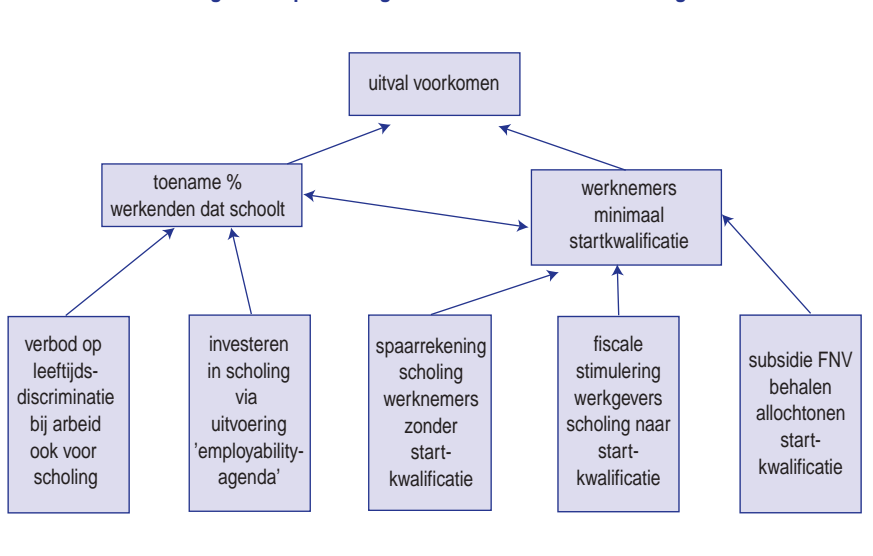 uitval voorkomen
toename %
werkenden dat schoolt
werknemers
minimaal
startkwalificatie
verbod op
leeftijds-
discriminatie
bij arbeid
ook voor
scholing
investeren
in scholing
via
uitvoering
'employability-
agenda'
spaarrekening
scholing
werknemers
zonder
start-
kwalificatie
fiscale
stimulering
werkgevers
scholing naar
start-
kwalificatie
subsidie FNV
behalen
allochtonen
start-
kwalificatie